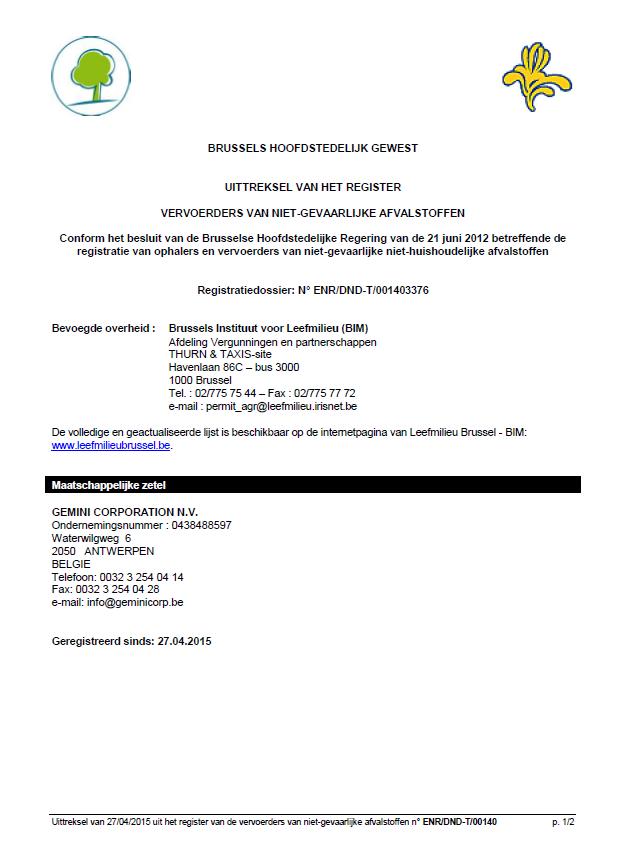 BRUSSELS HOOFDSTEDELIJK GEWEST
UITTREKSEL VAN HET REGISTER
VERVOERDERS VAN NIET-GEVAARLIJKE AFVALSTOFFEN
Conform het besluit van de Brusselse Hoofdstedelijke Regering van de 21 juni 2012 betreffende de
registratie van ophalers en vervoerders van niet-gevaarlijke niet-huishoudelijke afvalstoffen
Registratiedossier: N° ENR/DND-T/001403376
Bevoegde overheid : Brussels Instituut voor Leefmilieu (BIM)
Afdeling Vergunningen en partnerschappen
THURN & TAXIS-site
Havenlaan 86C – bus 3000
1000 Brussel
Tel. : 02/775 75 44 – Fax : 02/775 77 72
e-mail : permit_agr@leefmilieu.irisnet.be
De volledige en geactualiseerde lijst is beschikbaar op de internetpagina van Leefmilieu Brussel - BIM:
www.leefmilieubrussel.be.
Maatschappelijke zetel
GEMINI CORPORATION N.V.
Ondernemingsnummer : 0438488597
Waterwilgweg 6
2050 ANTWERPEN
BELGIE
Telefoon: 0032 3 254 04 14
Fax: 0032 3 254 04 28
e-mail: info@geminicorp.be
Geregistreerd sinds: 27.04.2015
Uittreksel van 27/04/2015 uit het register van de vervoerders van niet-gevaarlijke afvalstoffen n° ENR/DND-T/00140 p. 1/2